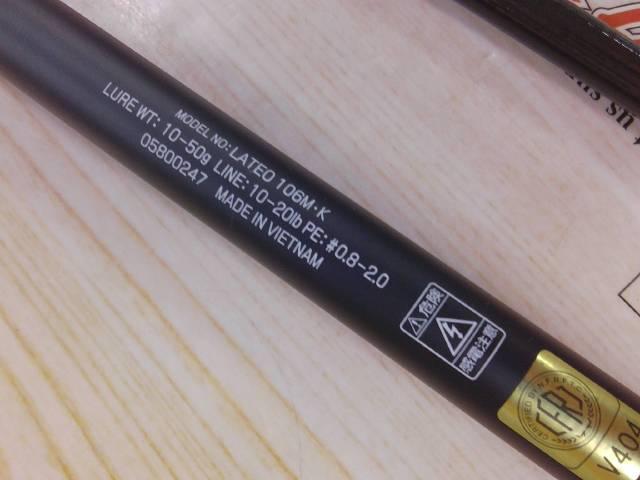 MODEL NO: LATEO 106M・K
LURE WT: 10-50g LINE: 10-20lb PE: #0.8-2.0
05800247 MADE IN VIETNAM
危険
感電注意
V404